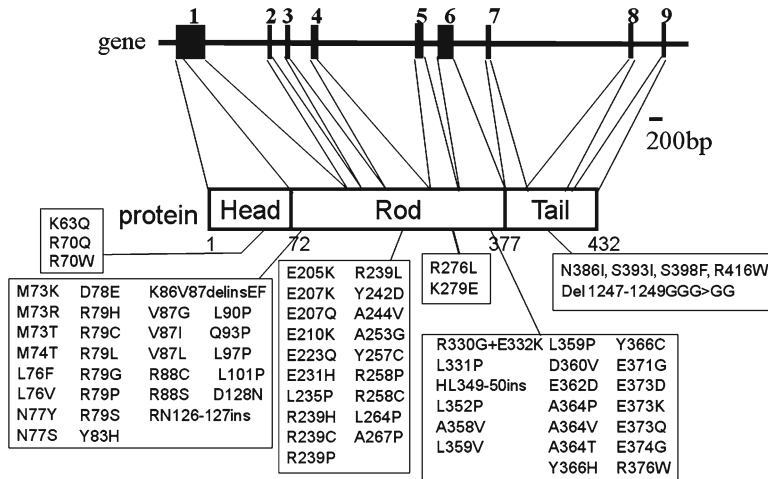 1 2 3 4 5 6 7 8 9
gene
200bp
protein Head Rod Tail
1 72 377 432
K63Q
R70Q
R70W
M73K D78E K86V87delinsEF
M73R R79H V87G L90P
M73T R79C V87I Q93P
M74T R79L V87L L97P
L76F R79G R88C L101P
L76V R79P R88S D128N
N77Y R79S RN126-127ins
N77S Y83H
E205K R239L
E207K Y242D
E207Q A244V
E210K A253G
E223Q Y257C
E231H R258P
L235P R258C
R239H L264P
R239C A267P
R239P
R276L
K279E
R330G+E332K L359P Y366C
L331P D360V E371G
HL349-50ins E362D E373D
L352P A364P E373K
A358V A364V E373Q
L359V A364T E374G
Y366H R376W
N386I, S393I, S398F, R416W
Del 1247-1249GGG>GG